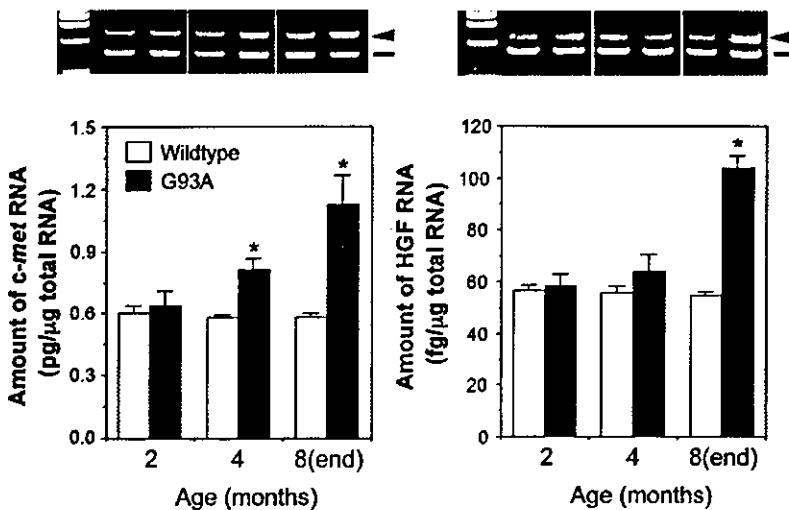 1.5
1.2
0.9
0.6
0.3
0.0
Amount of c-met RNA
(pg/μg total RNA)
Wildtype
G93A
*
*
2
4
8(end)
Age (months)
120
100
80
60
40
20
0
Amount of HGF RNA
(fg/μg total RNA)
*
2
4
8(end)
Age (months)